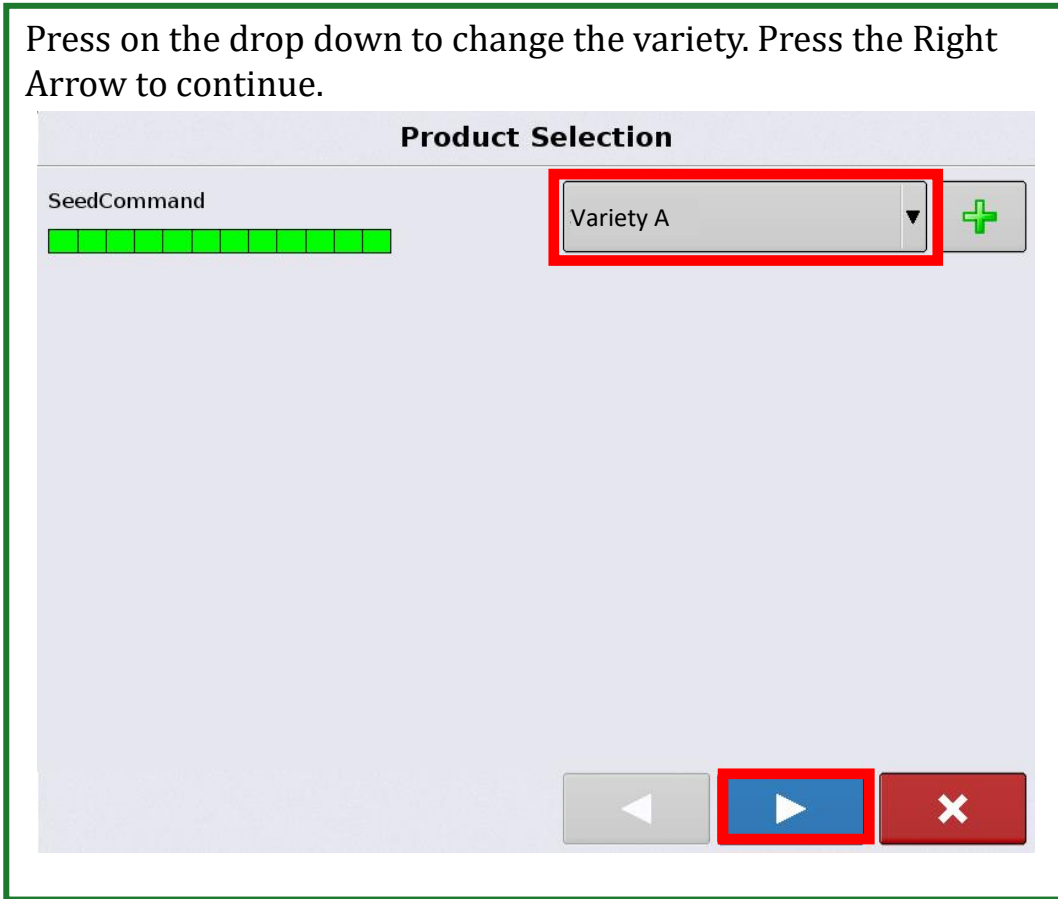 Press on the drop down to change the variety. Press the Right
Arrow to continue.
Product Selection
SeedCommand
Variety A